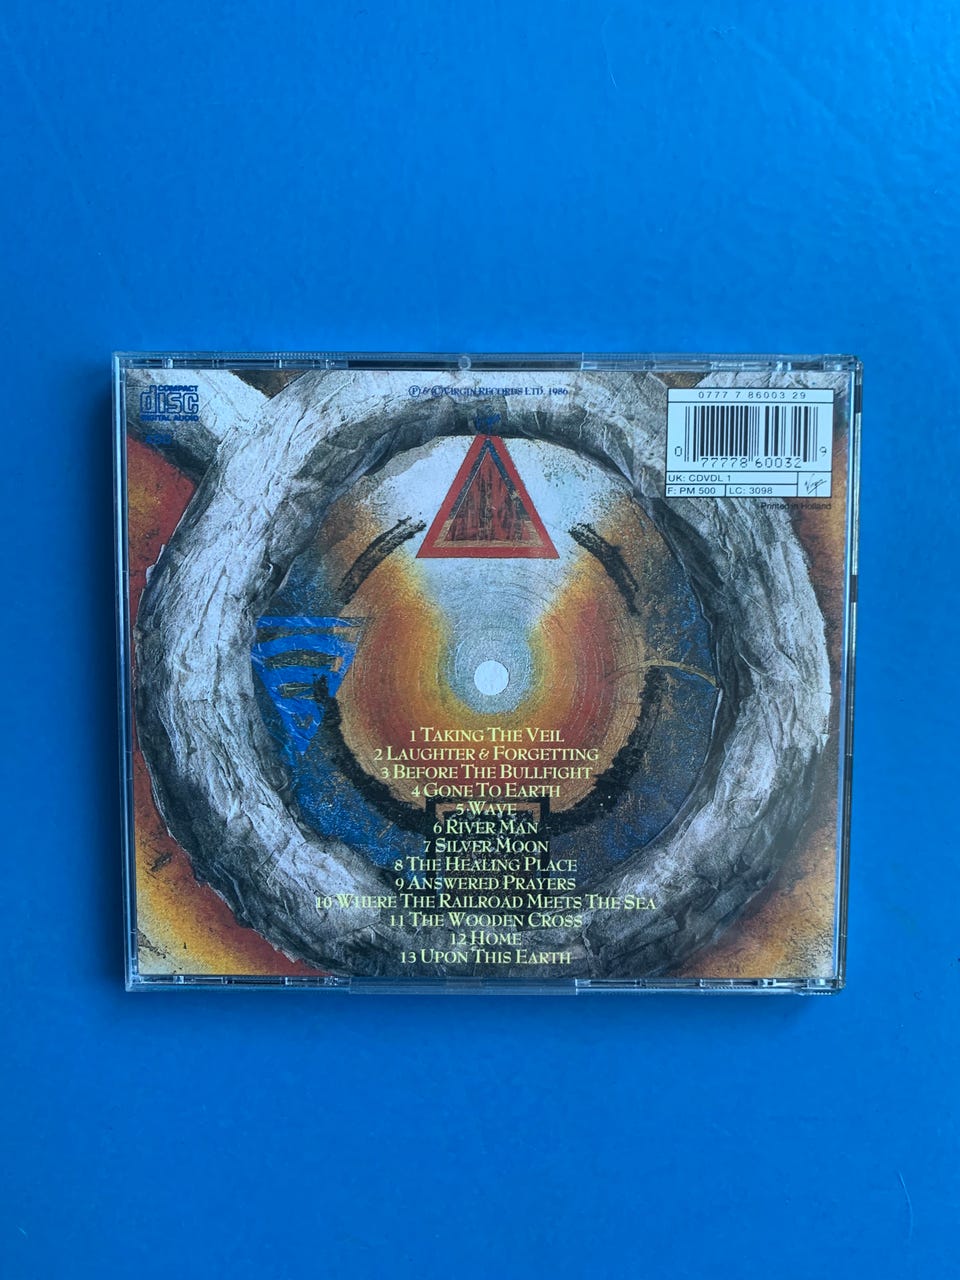 COMPACT
disc
DIGITAL AUDIO
Ⓟ & © VIRGIN RECORDS LTD. 1986
0777 7 86003 29
0 77778 60032 9
UK: CDVDL 1
F: PM 500 LC: 3098
Virgin
Printed in Holland
1 TAKING THE VEIL
2 LAUGHTER & FORGETTING
3 BEFORE THE BULLFIGHT
4 GONE TO EARTH
5 WAVE
6 RIVER MAN
7 SILVER MOON
8 THE HEALING PLACE
9 ANSWERED PRAYERS
10 WHERE THE RAILROAD MEETS THE SEA
11 THE WOODEN CROSS
12 HOME
13 UPON THIS EARTH